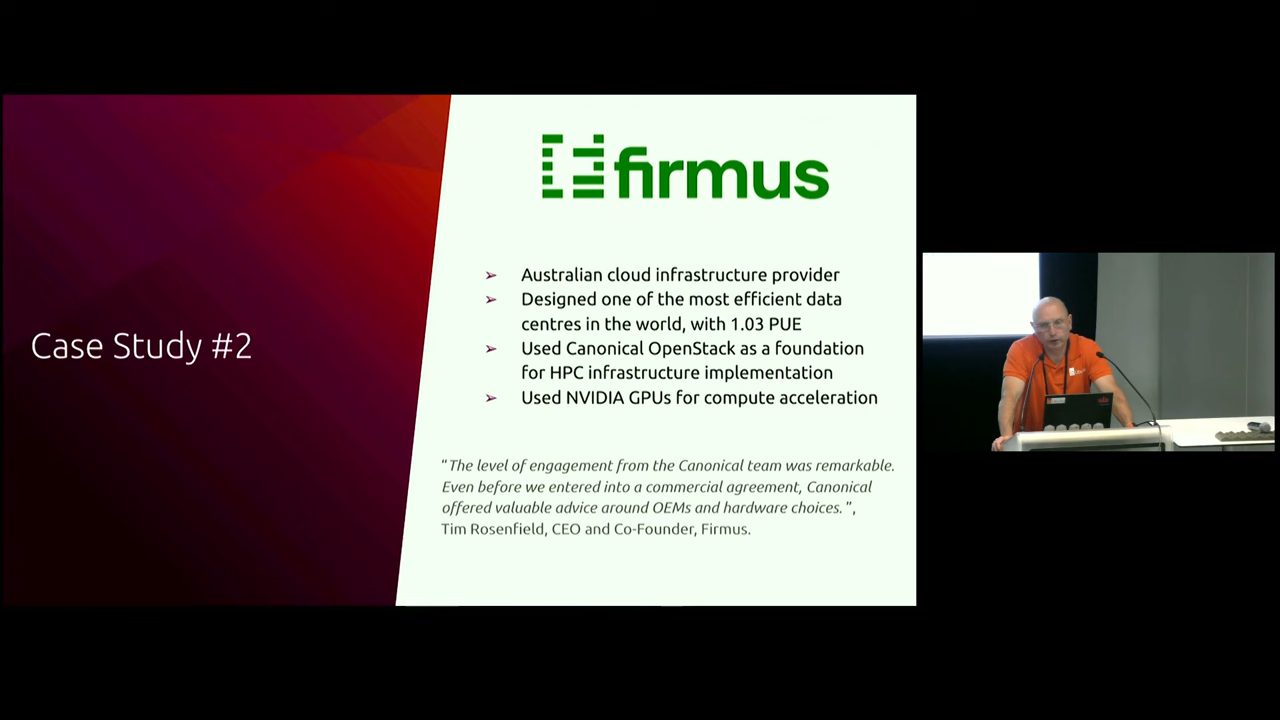 Case Study #2
firmus
➢ Australian cloud infrastructure provider
➢ Designed one of the most efficient data
centres in the world, with 1.03 PUE
➢ Used Canonical OpenStack as a foundation
for HPC infrastructure implementation
➢ Used NVIDIA GPUs for compute acceleration
“The level of engagement from the Canonical team was remarkable.
Even before we entered into a commercial agreement, Canonical
offered valuable advice around OEMs and hardware choices.”,
Tim Rosenfield, CEO and Co-Founder, Firmus.